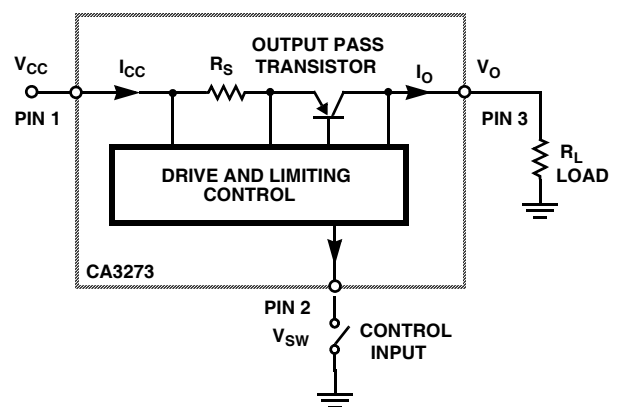 OUTPUT PASS
TRANSISTOR
VCC
ICC
RS
IO
VO
PIN 1
PIN 3
RL
LOAD
DRIVE AND LIMITING
CONTROL
CA3273
PIN 2
VSW
CONTROL
INPUT